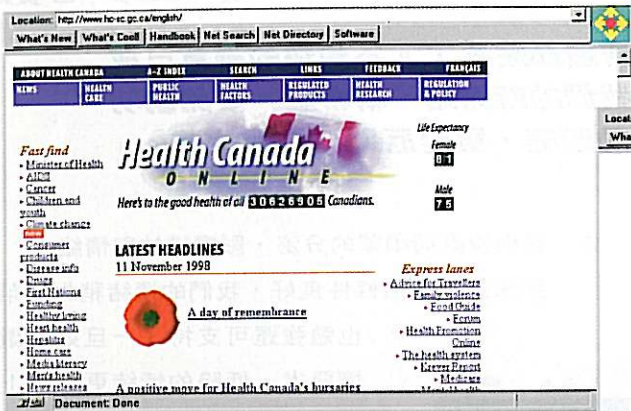 Location: http://www.hc-sc.gc.ca/english/
What's New What's Cool! Handbook Net Search Net Directory Software
ABOUT HEALTH CANADA A-Z INDEX SEARCH LINKS FEEDBACK FRANÇAIS
NEWS HEALTH CARE PUBLIC HEALTH HEALTH FACTORS REGULATED PRODUCTS HEALTH RESEARCH REGULATION & POLICY
Fast find
Minister of Health
AIDS
Cancer
Children and
youth
Climate change
new
Consumer
products
Disease info
Drugs
First Nations
Funding
Healthy living
Heart health
Hepatitis
Home care
Media literacy
Men's health
News releases
Health Canada
ONLINE
Here's to the good health of all 30626905 Canadians.
Life Expectancy
Female
81
Male
75
LATEST HEADLINES
11 November 1998
A day of remembrance
A positive move for Health Canada's bursaries
Express lanes
Advice for Travellers
Family violence
Food Guide
Forum
Health Promotion
Online
The health system
Krever Report
Medicare
Mental health
Document: Done
Locat
Wha